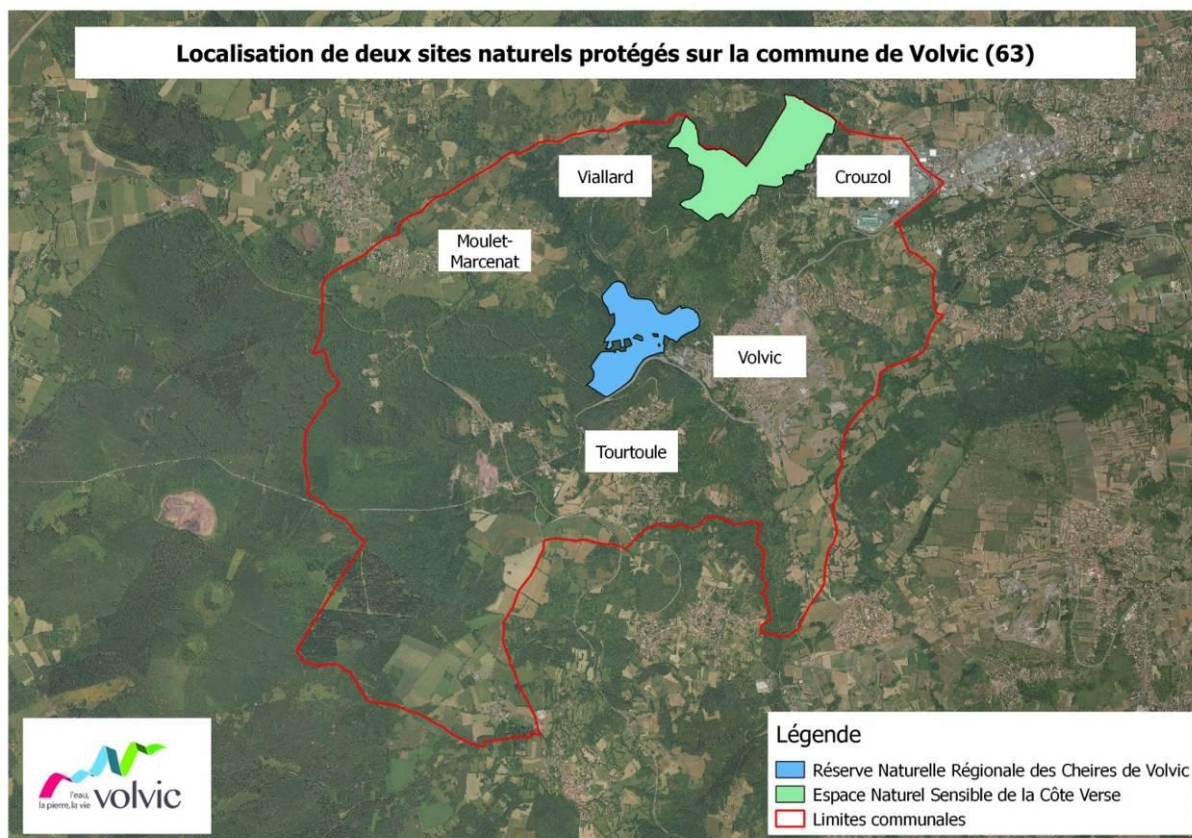 Localisation de deux sites naturels protégés sur la commune de Volvic (63)
Viallard
Crouzol
Moulet-
Marcenat
Volvic
Tourtoule
Légende
Réserve Naturelle Régionale des Cheires de Volvic
Espace Naturel Sensible de la Côte Verse
Limites communales
l'eau,
la pierre, la vie
volvic